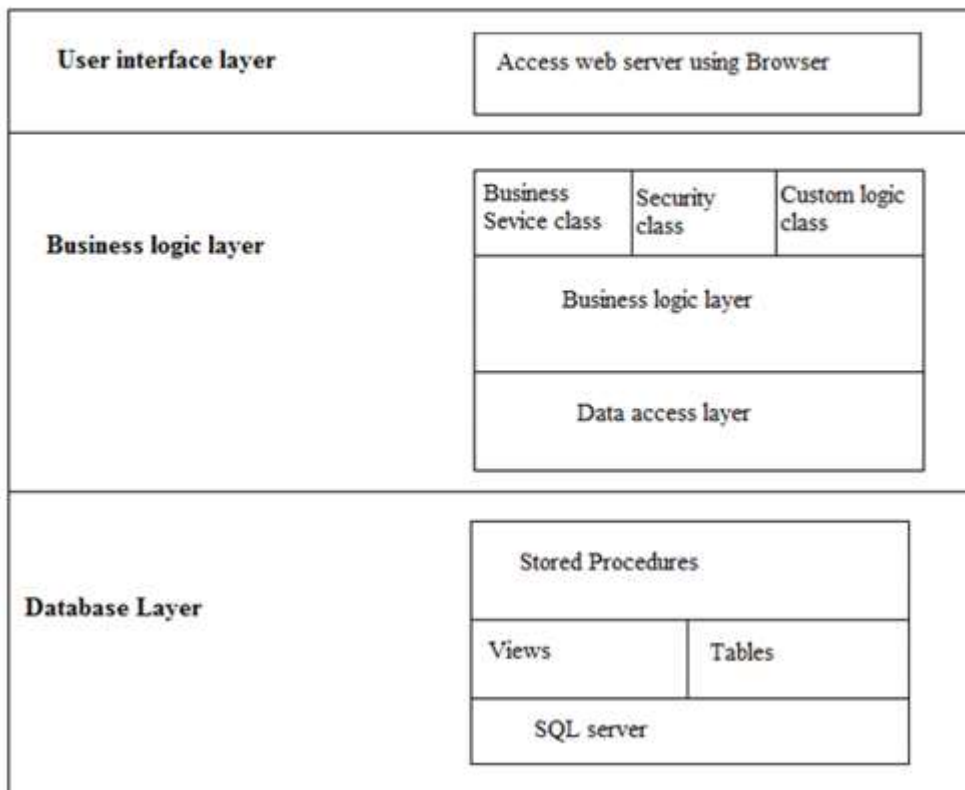 User interface layer
Access web server using Browser
Business
Sevice class
Security
class
Custom logic
class
Business logic layer
Business logic layer
Data access layer
Stored Procedures
Database Layer
Views
Tables
SQL server